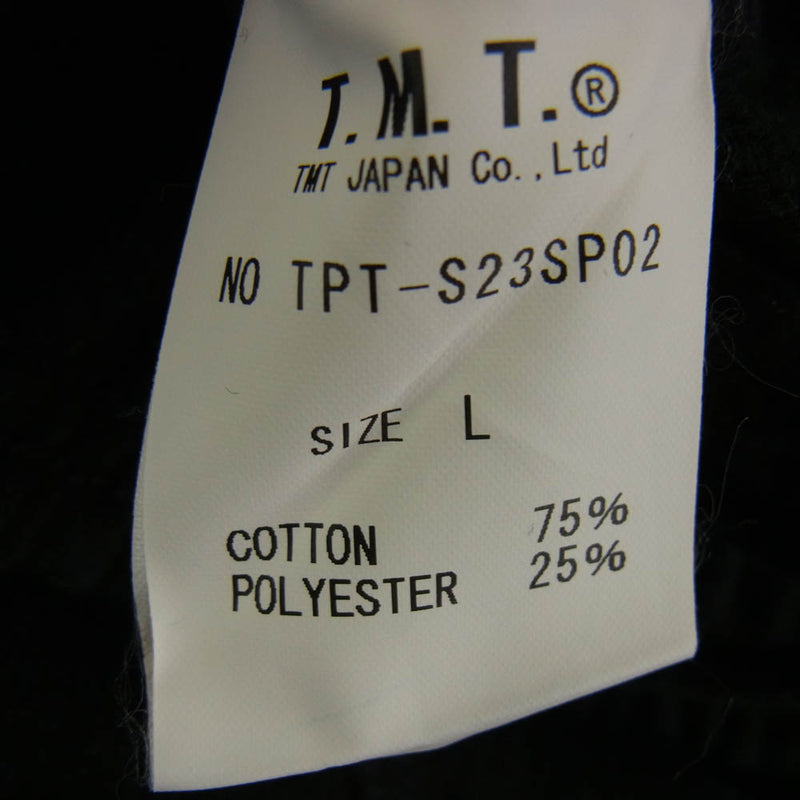 T.M.T.®
TMT JAPAN Co.,Ltd
NO TPT-S23SP02
SIZE L
COTTON 75%
POLYESTER 25%